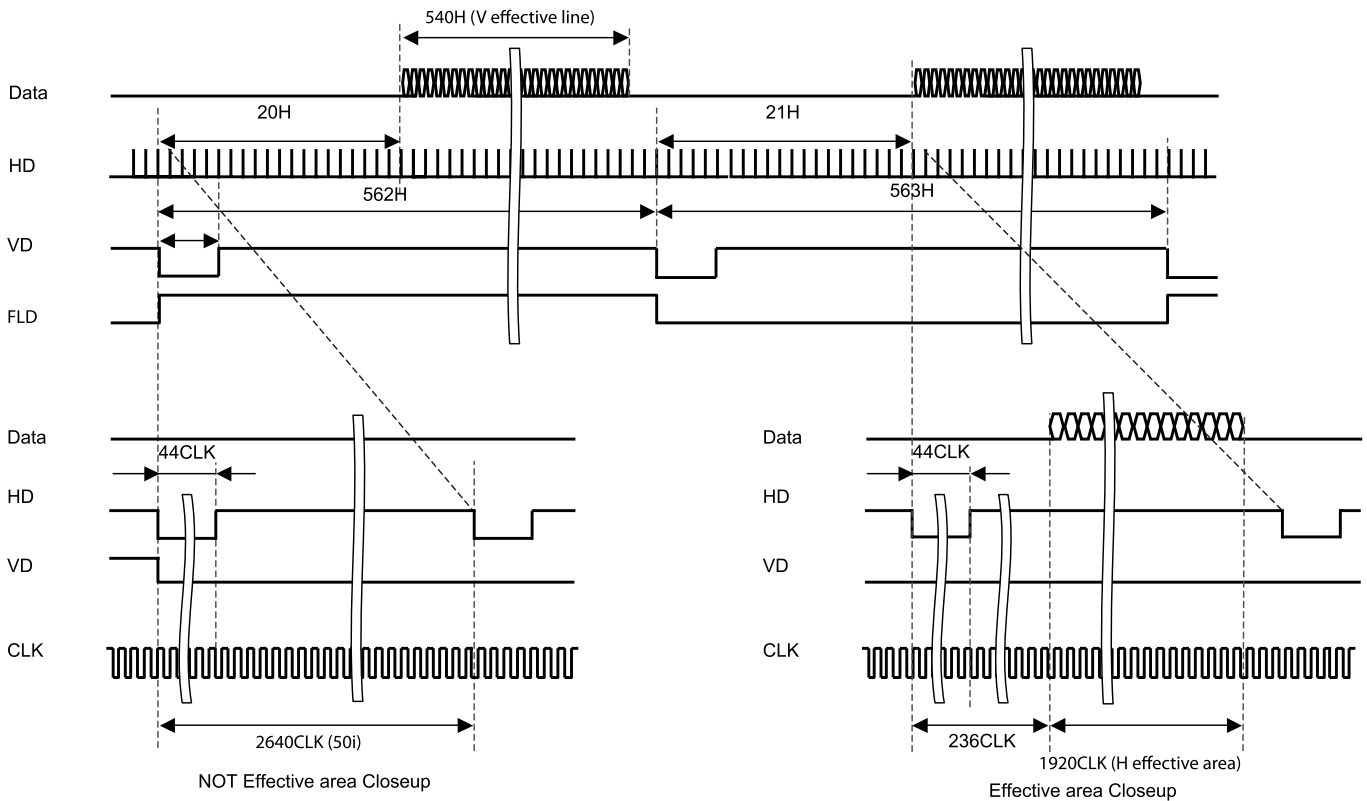 540H (V effective line)
Data
20H
21H
HD
562H
563H
VD
FLD
Data
44CLK
HD
VD
CLK
2640CLK (50i)
NOT Effective area Closeup
Data
44CLK
HD
VD
CLK
236CLK
1920CLK (H effective area)
Effective area Closeup